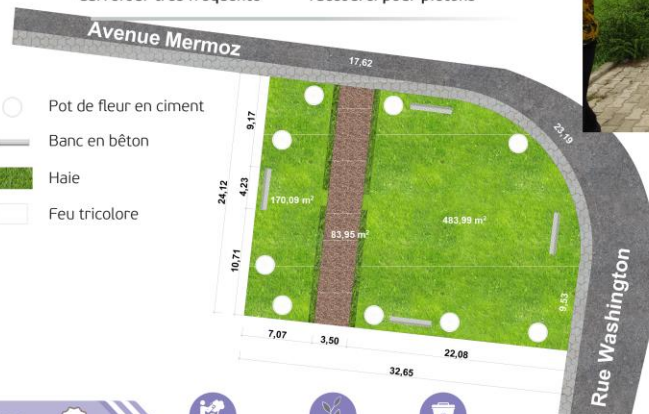 Avenue Mermoz
17,62
23,19
Pot de fleur en ciment
Banc en bêton
Haie
Feu tricolore
9,17
24,12
4,23
10,71
170,09 m²
83,95 m²
483,99 m²
9,53
Rue Washington
7,07
3,50
22,08
32,65